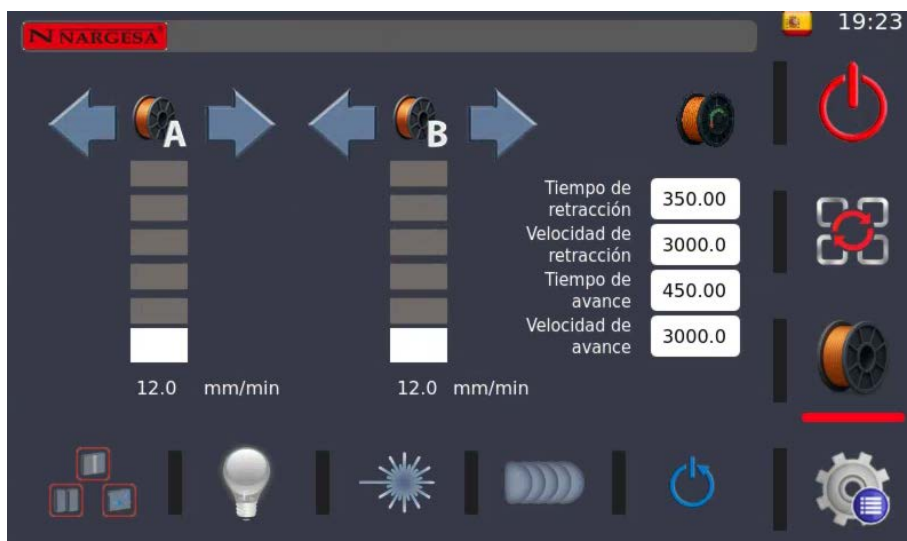 N NARGESA®
19:23
A
B
Tiempo de
retracción
350.00
Velocidad de
retracción
3000.0
Tiempo de
avance
450.00
Velocidad de
avance
3000.0
12.0 mm/min
12.0 mm/min